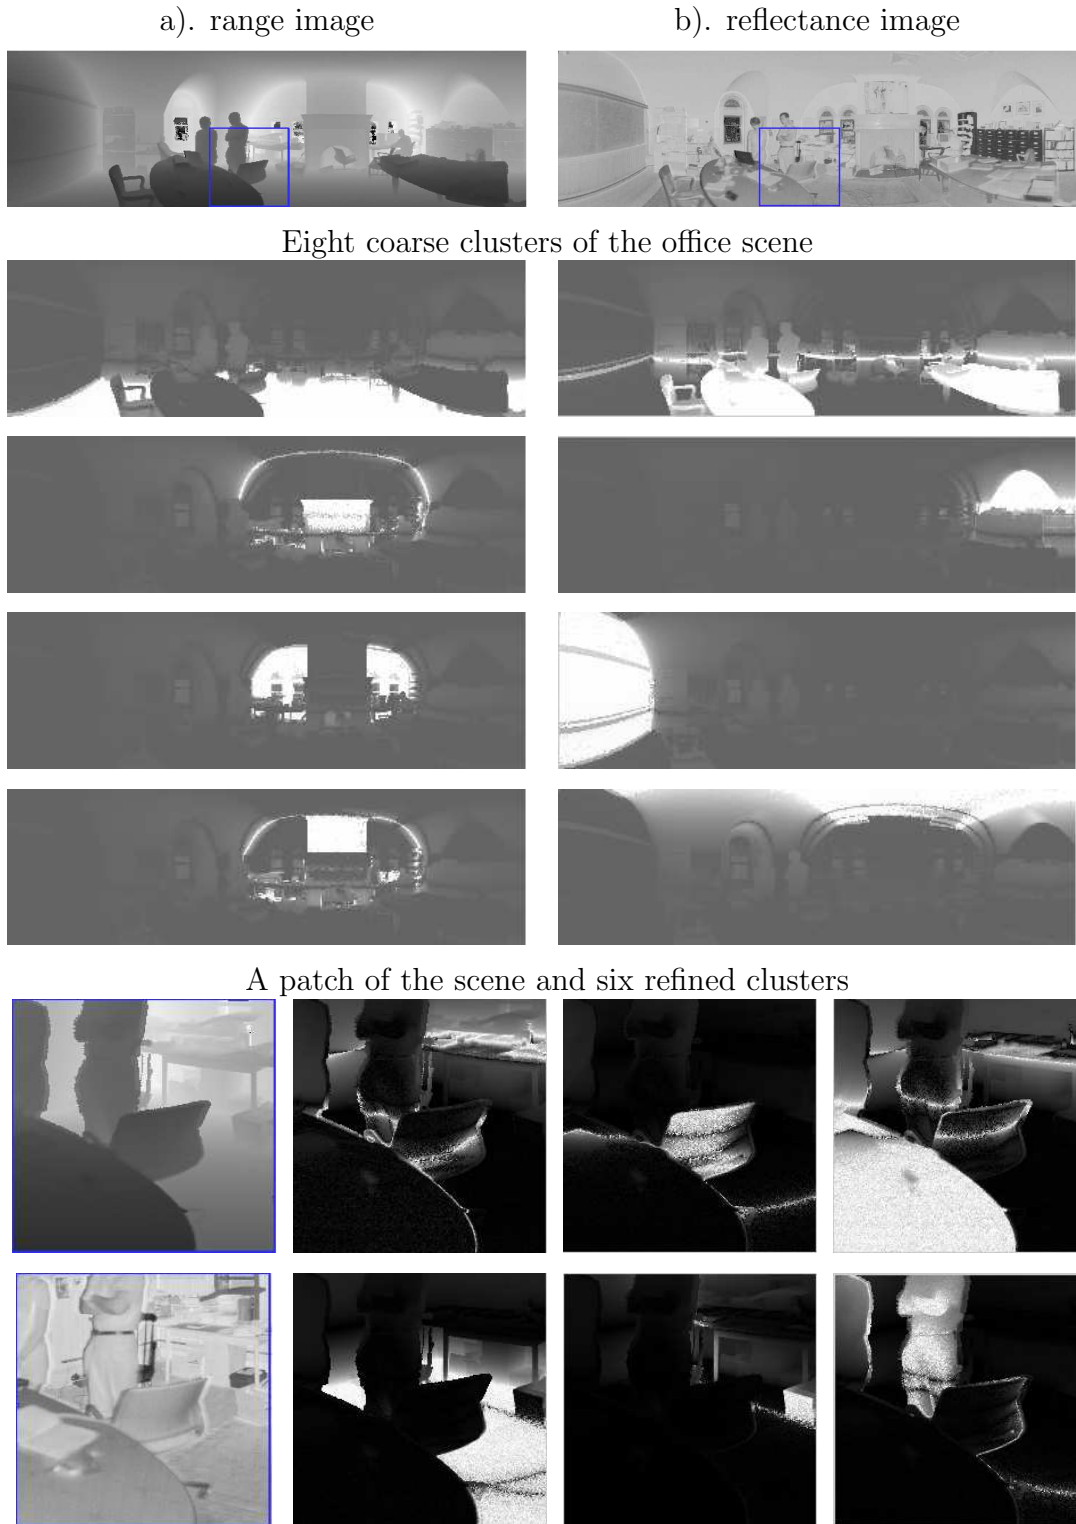 a). range image
b). reflectance image
Eight coarse clusters of the office scene
A patch of the scene and six refined clusters